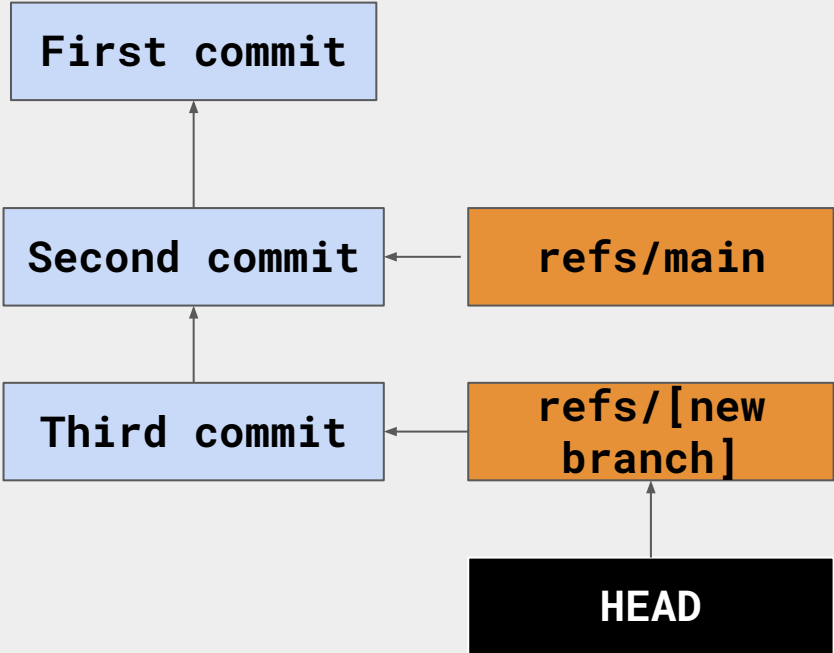 First commit
Second commit
refs/main
Third commit
refs/[new
branch]
HEAD